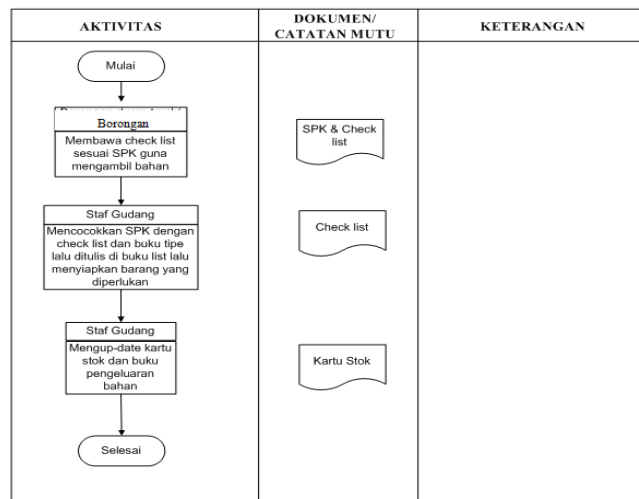 AKTIVITAS
DOKUMEN/
CATATAN MUTU
KETERANGAN
Mulai
Borongan
Membawa check list
sesuai SPK guna
mengambil bahan
SPK & Check
list
Staf Gudang
Mencocokkan SPK dengan
check list dan buku tipe
lalu ditulis di buku list lalu
menyiapkan barang yang
diperlukan
Check list
Staf Gudang
Mengup-date kartu
stok dan buku
pengeluaran
bahan
Kartu Stok
Selesai